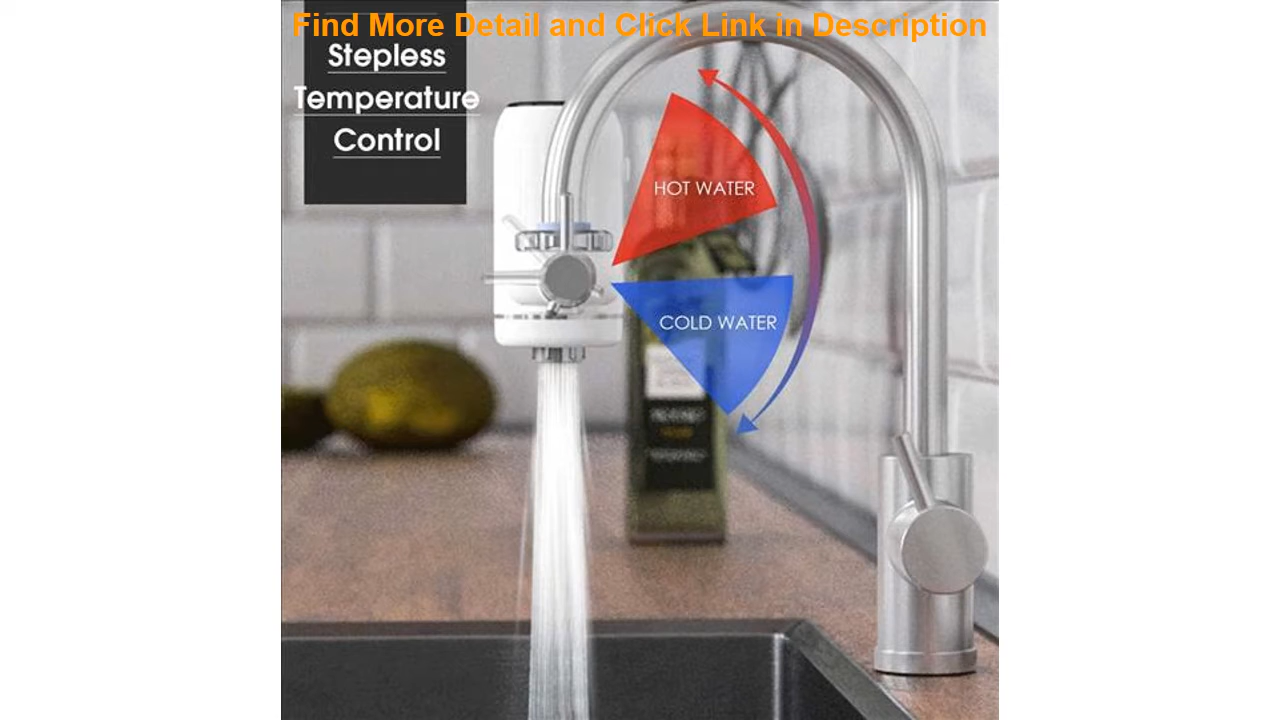 Find More Detail and Click Link in Description
Stepless
Temperature
Control
HOT WATER
COLD WATER